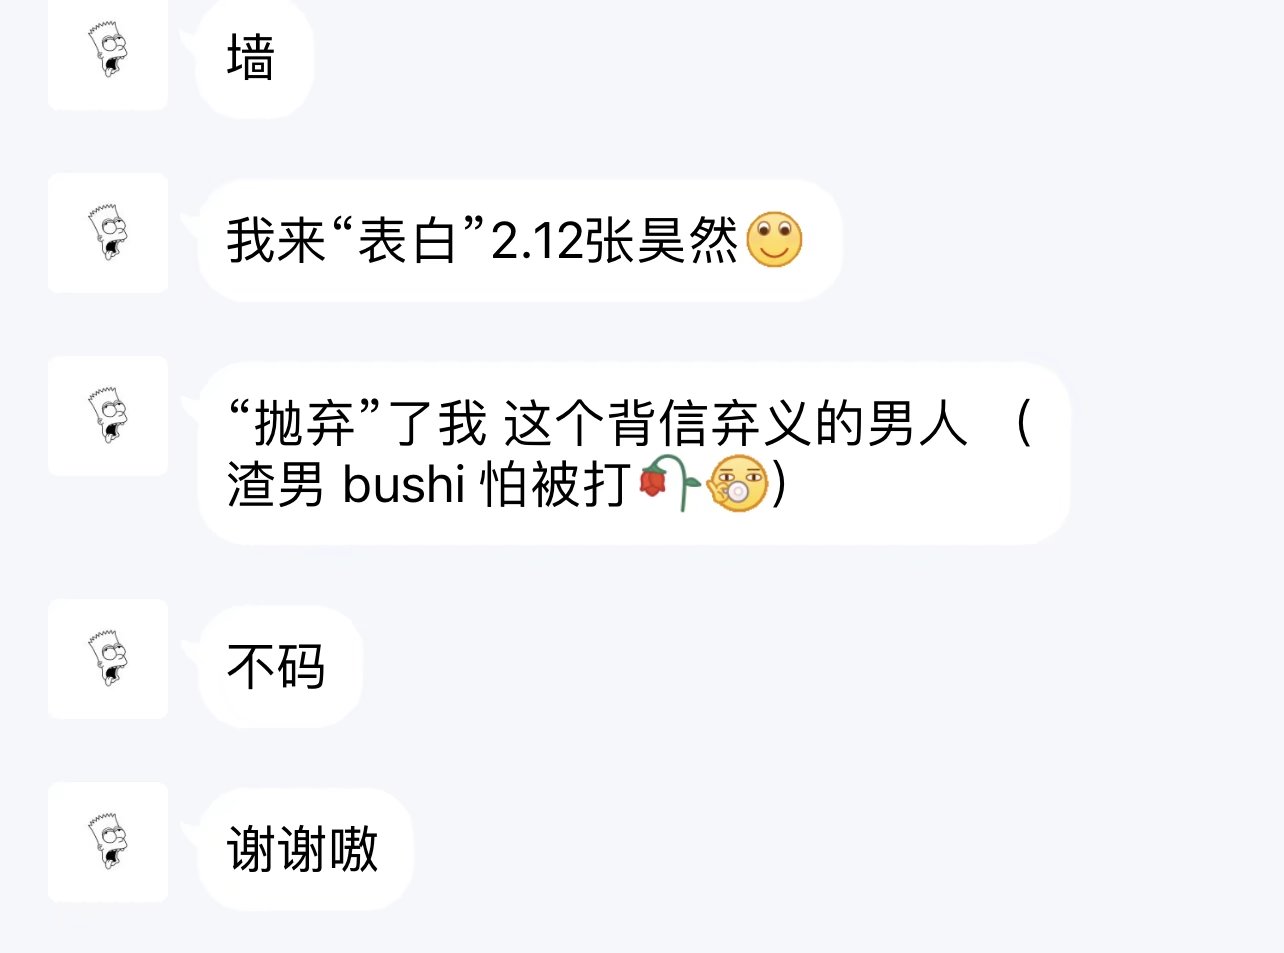 墙
我来“表白”2.12张昊然
“抛弃”了我 这个背信弃义的男人 （
渣男 bushi 怕被打）
不码
谢谢嗷